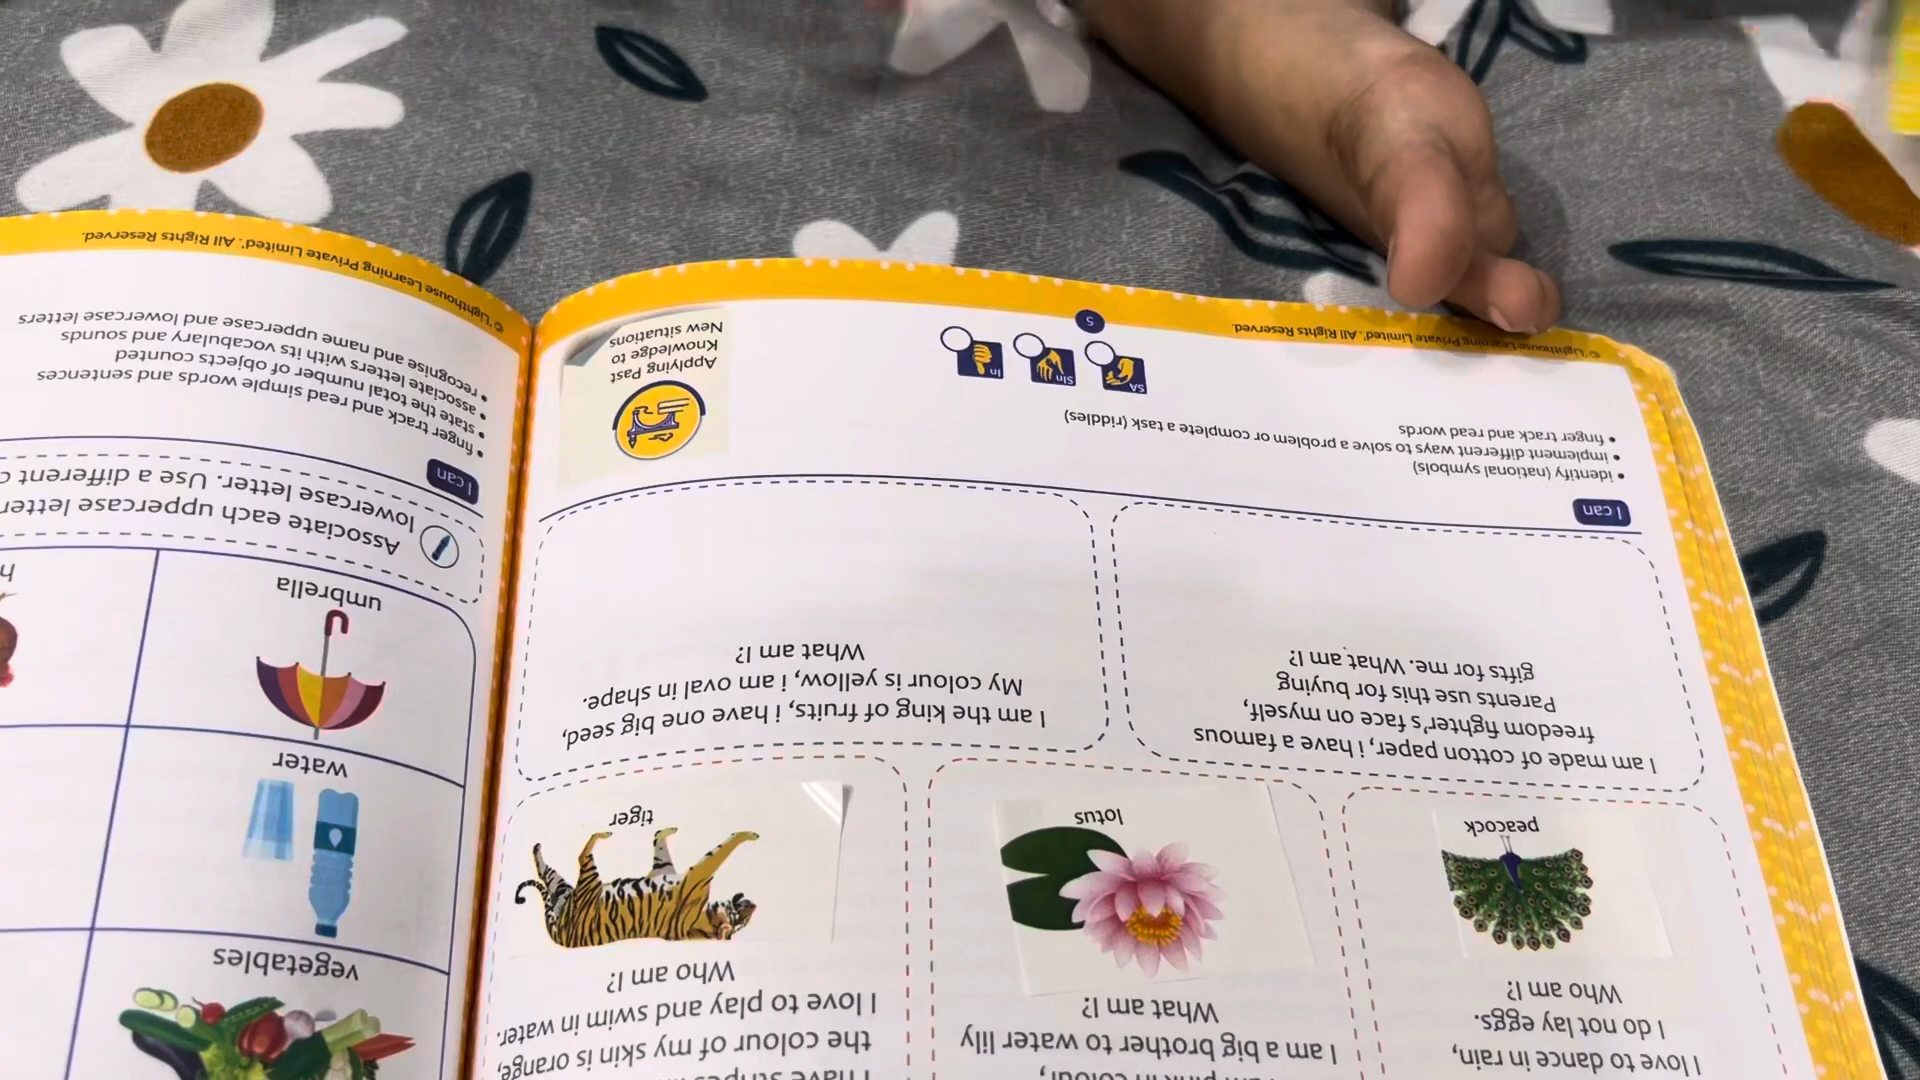 I love to dance in rain,
I do not lay eggs.
Who am I?
peacock
I am a big brother to water lily
What am I?
lotus
the colour of my skin is orange,
I love to play and swim in water.
Who am I?
tiger
I am made of cotton paper, i have a famous
freedom fighter's face on myself,
Parents use this for buying
gifts for me. What am I?
I am the king of fruits, i have one big seed,
My colour is yellow, i am oval in shape.
What am I?
I can
• identify (national symbols)
• implement different ways to solve a problem or complete a task (riddles)
• finger track and read words
SA
SIn
In
Applying Past
Knowledge to
New situations
©'Lighthouse Learning Private Limited'. All Rights Reserved.
5
vegetables
water
umbrella
h
Associate each uppercase letter
lowercase letter. Use a different c
I can
• finger track and read simple words and sentences
• state the total number of objects counted
• associate letters with its vocabulary and sounds
• recognise and name uppercase and lowercase letters
©'Lighthouse Learning Private Limited'. All Rights Reserved.